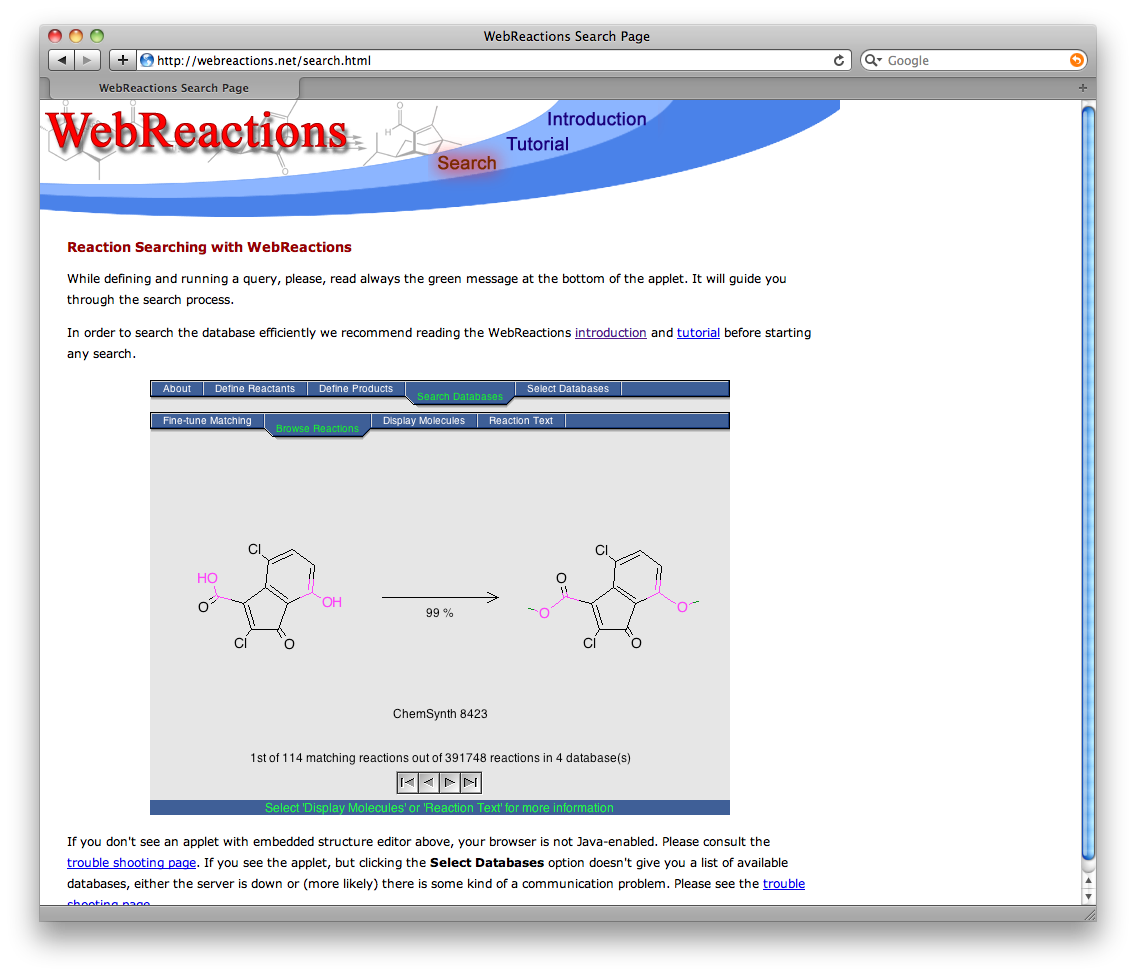 WebReactions Search Page
http://webreactions.net/search.html
Google
WebReactions Search Page
WebReactions
Introduction
Tutorial
Search
H
O
Reaction Searching with WebReactions
While defining and running a query, please, read always the green message at the bottom of the applet. It will guide you
through the search process.
In order to search the database efficiently we recommend reading the WebReactions introduction and tutorial before starting
any search.
About Define Reactants Define Products Search Databases Select Databases
Fine-tune Matching Browse Reactions Display Molecules Reaction Text
Cl Cl
HO O
O OH O O
99 %
Cl O Cl O
ChemSynth 8423
1st of 114 matching reactions out of 391748 reactions in 4 database(s)
Select 'Display Molecules' or 'Reaction Text' for more information
If you don't see an applet with embedded structure editor above, your browser is not Java-enabled. Please consult the
trouble shooting page. If you see the applet, but clicking the Select Databases option doesn't give you a list of available
databases, either the server is down or (more likely) there is some kind of a communication problem. Please see the trouble
shooting page